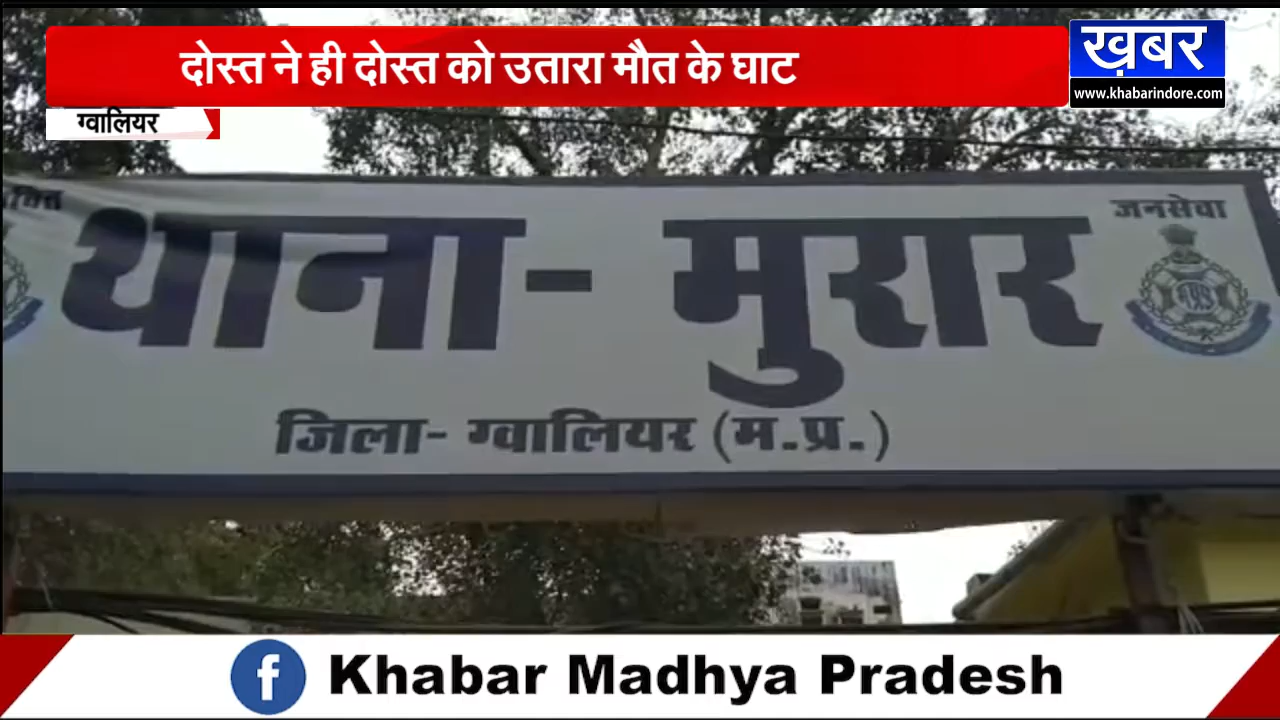 दोस्त ने ही दोस्त को उतारा मौत के घाट
ख़बर
www.khabarindore.com
ग्वालियर
जनसेवा
थाना- मुरार
जिला- ग्वालियर (म.प्र.)
Khabar Madhya Pradesh